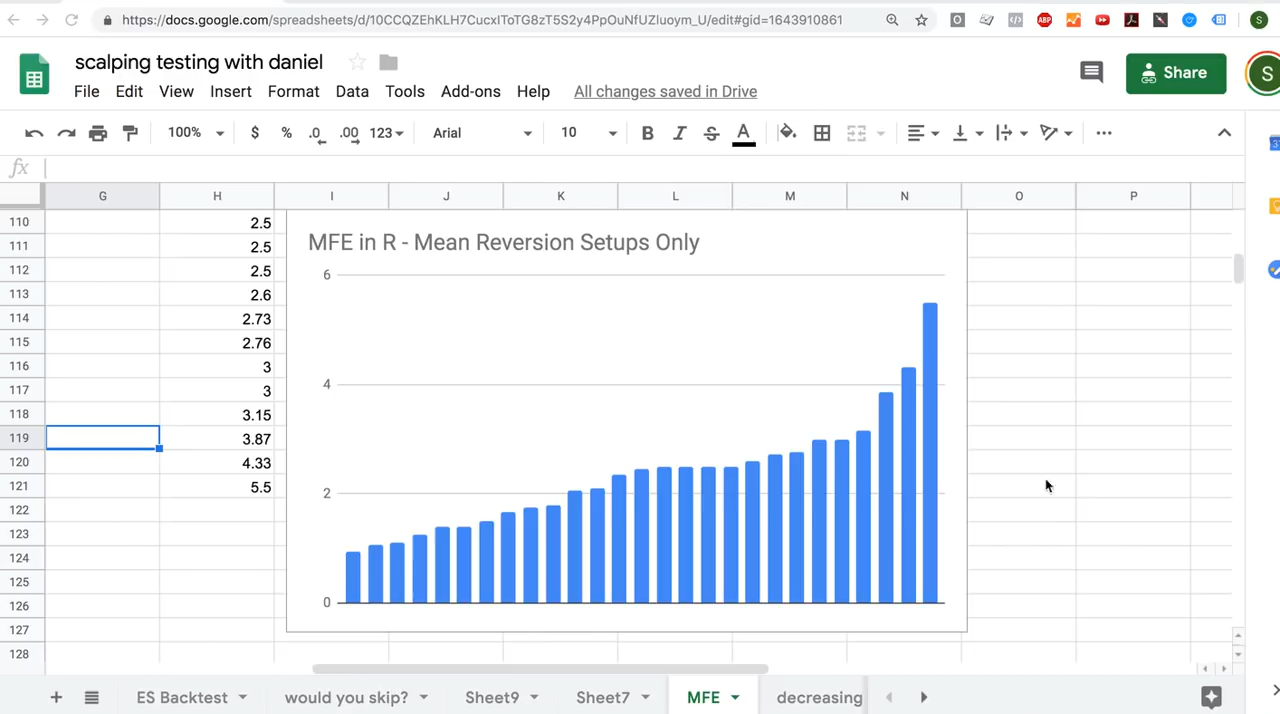 https://docs.google.com/spreadsheets/d/10CCQZEhKLH7CucxIToTG8zT5S2y4PpOuNfUZluoym_U/edit#gid=1643910861
ABP
S
scalping testing with daniel
Share
S
File Edit View Insert Format Data Tools Add-ons Help All changes saved in Drive
100% $ % .0 .00 123 Arial 10 B I S A
fx
G H I J K L M N O P
110 2.5
111 2.5
112 2.5
113 2.6
114 2.73
115 2.76
116 3
117 3
118 3.15
119 3.87
120 4.33
121 5.5
122
123
124
125
126
127
128
MFE in R - Mean Reversion Setups Only
6
4
2
0
ES Backtest would you skip? Sheet9 Sheet7 MFE decreasing